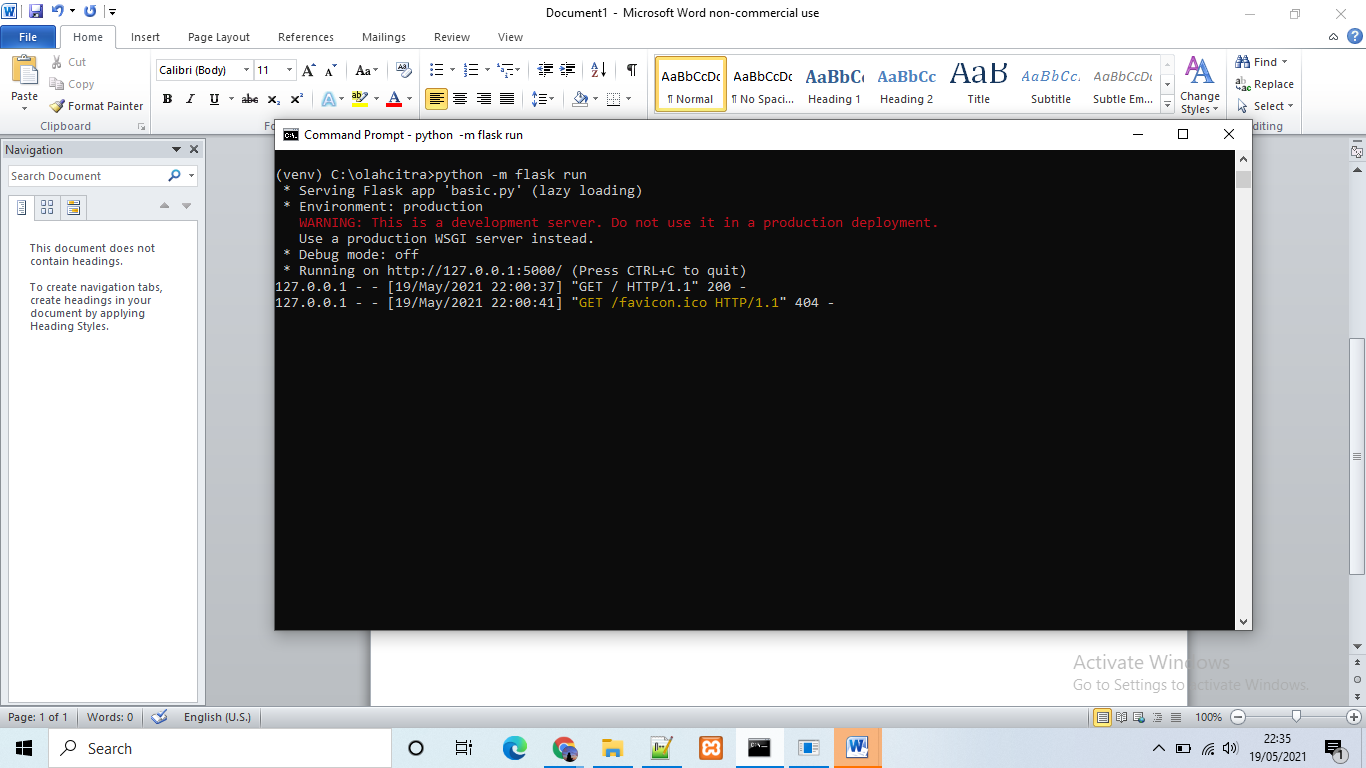 Document1 - Microsoft Word non-commercial use
File Home Insert Page Layout References Mailings Review View
Paste
Cut
Copy
Format Painter
Clipboard
Calibri (Body) 11
AaBbCcDc AaBbCcDc AaBbC AaBbCc AaB AaBbCc. AaBbCcDc
¶ Normal ¶ No Spaci... Heading 1 Heading 2 Title Subtitle Subtle Em...
Change
Styles
Find
Replace
Select
diting
Navigation
Search Document
This document does not
contain headings.
To create navigation tabs,
create headings in your
document by applying
Heading Styles.
Command Prompt - python -m flask run
(venv) C:\olahcitra>python -m flask run
* Serving Flask app 'basic.py' (lazy loading)
* Environment: production
WARNING: This is a development server. Do not use it in a production deployment.
Use a production WSGI server instead.
* Debug mode: off
* Running on http://127.0.0.1:5000/ (Press CTRL+C to quit)
127.0.0.1 - - [19/May/2021 22:00:37] "GET / HTTP/1.1" 200 -
127.0.0.1 - - [19/May/2021 22:00:41] "GET /favicon.ico HTTP/1.1" 404 -
Activate Windows
Go to Settings to activate Windows.
Page: 1 of 1 Words: 0 English (U.S.) 100%
Search
22:35
19/05/2021
1